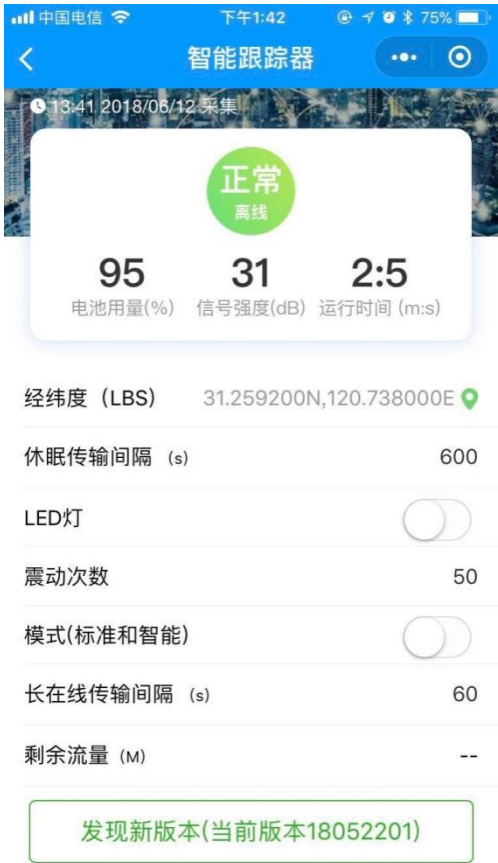 中国电信 下午1:42 75%
智能跟踪器
13:41 2018/06/12 采集
正常
离线
95 31 2:5
电池用量(%) 信号强度(dB) 运行时间 (m:s)
经纬度（LBS） 31.259200N,120.738000E
休眠传输间隔 (s) 600
LED灯
震动次数 50
模式(标准和智能)
长在线传输间隔 (s) 60
剩余流量 (M) --
发现新版本(当前版本18052201)